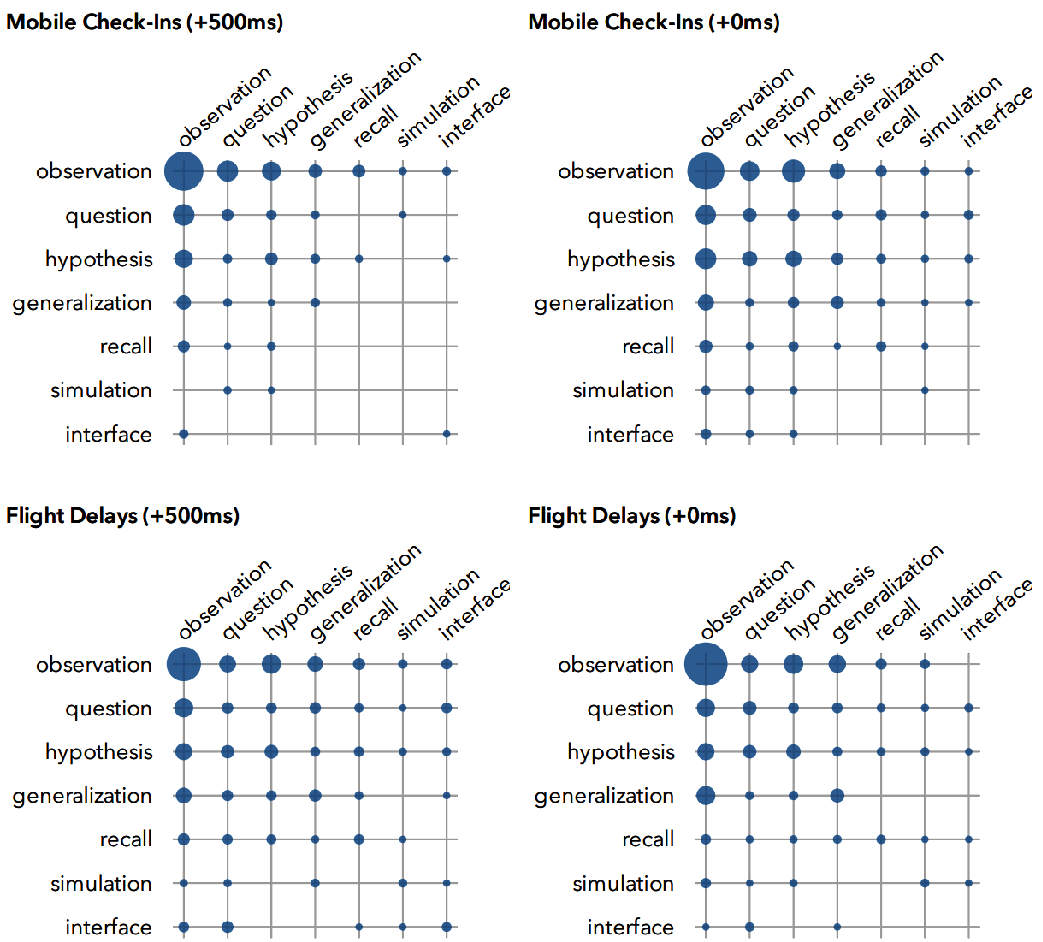 Mobile Check-Ins (+500ms)
observation
question
hypothesis
generalization
recall
simulation
interface
observation
question
hypothesis
generalization
recall
simulation
interface
Mobile Check-Ins (+0ms)
observation
question
hypothesis
generalization
recall
simulation
interface
observation
question
hypothesis
generalization
recall
simulation
interface
Flight Delays (+500ms)
observation
question
hypothesis
generalization
recall
simulation
interface
observation
question
hypothesis
generalization
recall
simulation
interface
Flight Delays (+0ms)
observation
question
hypothesis
generalization
recall
simulation
interface
observation
question
hypothesis
generalization
recall
simulation
interface